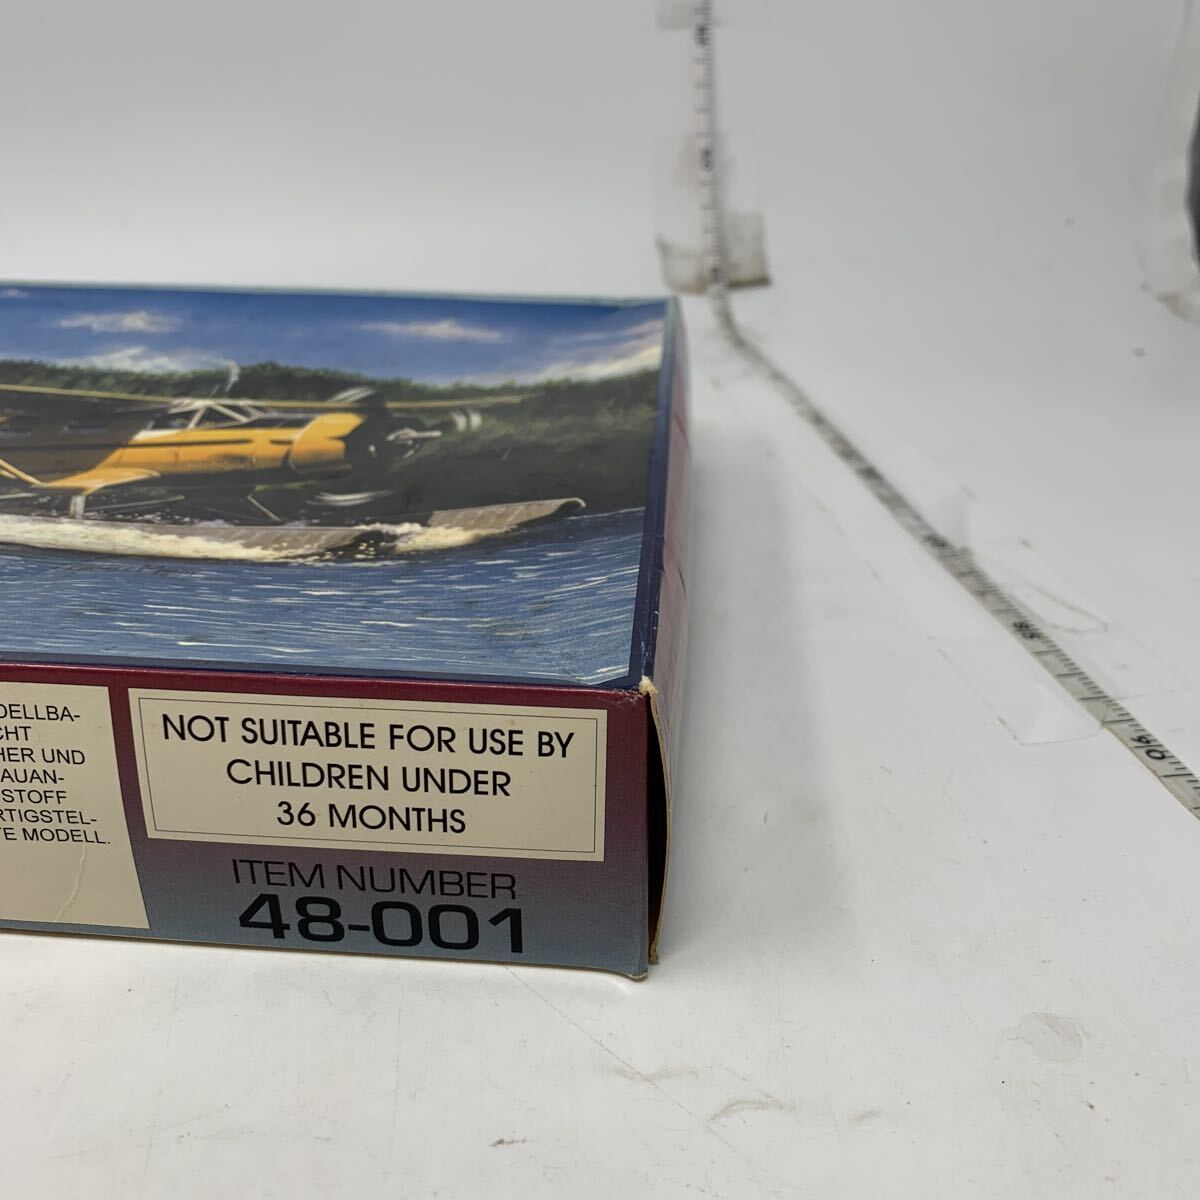 DELLBA-
CHT
HER UND
AUAN-
STOFF
RTIGSTEL-
TE MODELL.
NOT SUITABLE FOR USE BY
CHILDREN UNDER
36 MONTHS
ITEM NUMBER
48-001